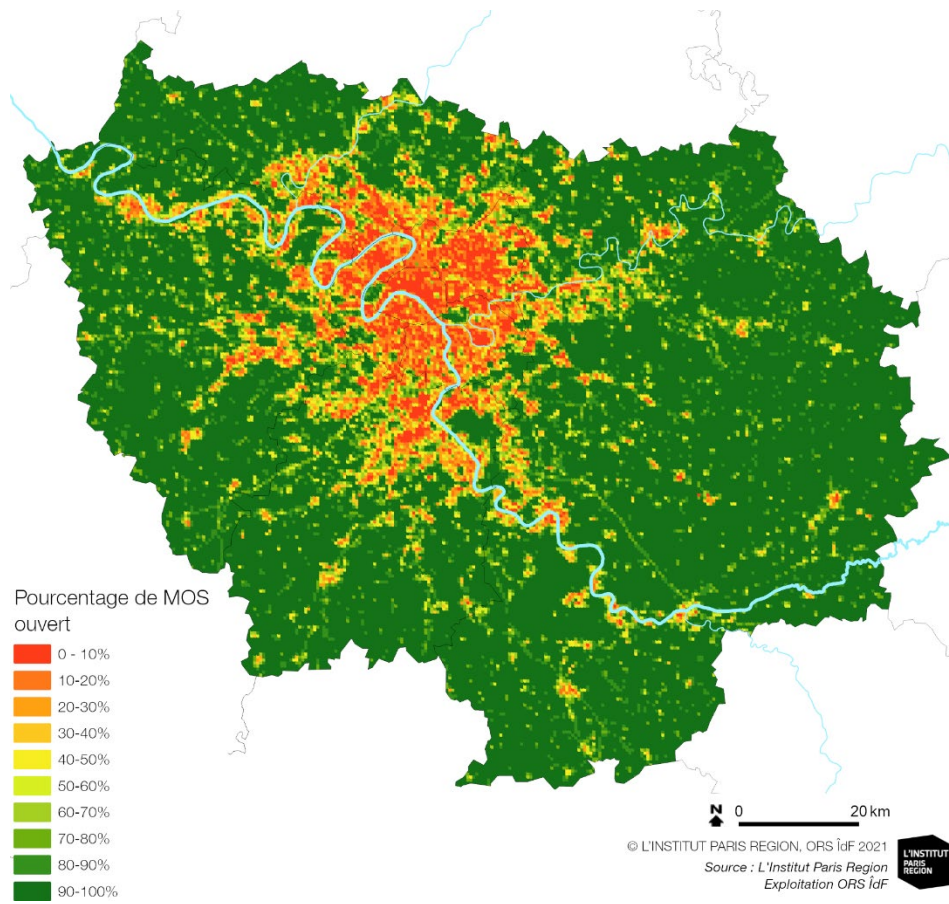 Pourcentage de MOS
ouvert
0 - 10%
10-20%
20-30%
30-40%
40-50%
50-60%
60-70%
70-80%
80-90%
90-100%
N 0 20 km
© L'INSTITUT PARIS REGION, ORS ÎdF 2021
Source : L'Institut Paris Region
Exploitation ORS ÎdF
L'INSTITUT
PARIS
REGION